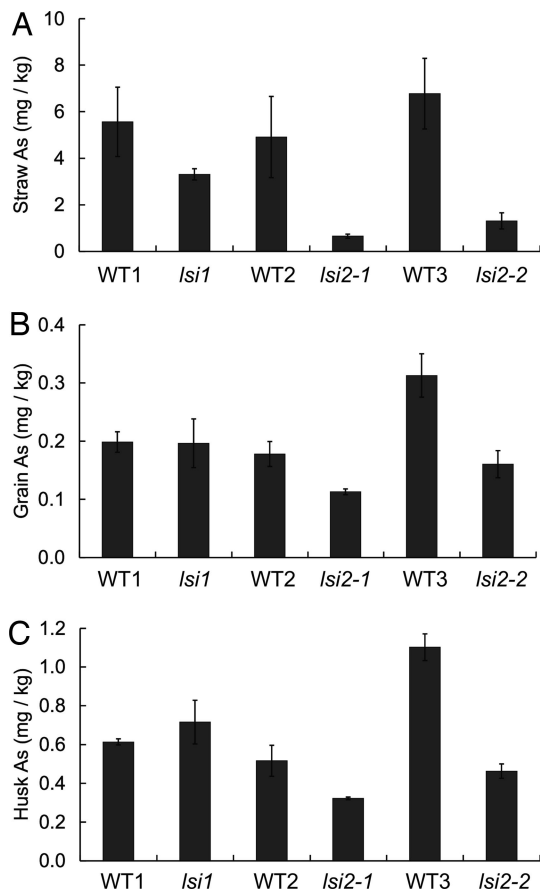 A
Straw As (mg / kg)
10
8
6
4
2
0
WT1 lsi1 WT2 lsi2-1 WT3 lsi2-2
B
Grain As (mg / kg)
0.4
0.3
0.2
0.1
0.0
WT1 lsi1 WT2 lsi2-1 WT3 lsi2-2
C
Husk As (mg / kg)
1.2
1.0
0.8
0.6
0.4
0.2
0.0
WT1 lsi1 WT2 lsi2-1 WT3 lsi2-2